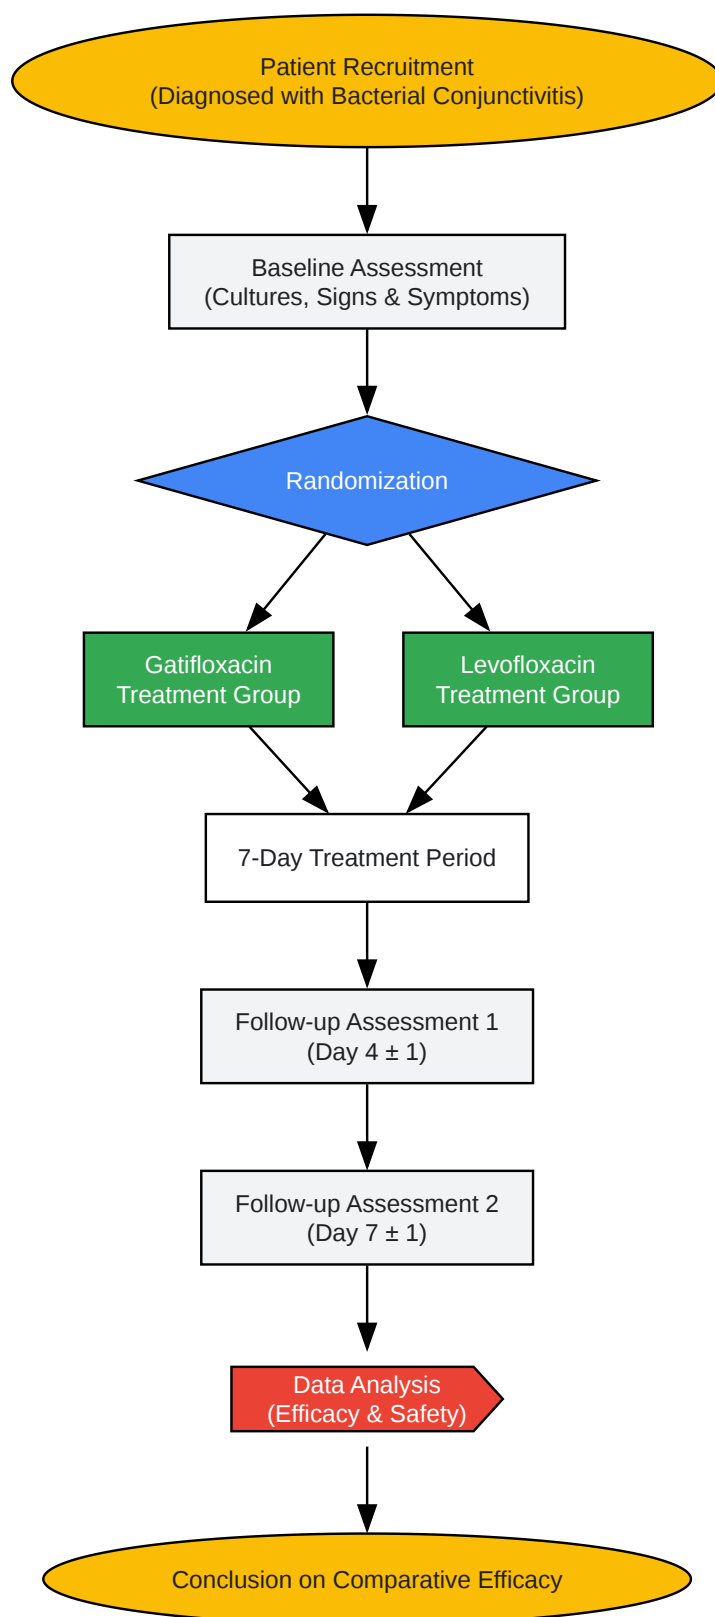 Patient Recruitment
(Diagnosed with Bacterial Conjunctivitis)
Baseline Assessment
(Cultures, Signs & Symptoms)
Randomization
Gatifloxacin
Treatment Group
Levofloxacin
Treatment Group
7-Day Treatment Period
Follow-up Assessment 1
(Day 4 ± 1)
Follow-up Assessment 2
(Day 7 ± 1)
Data Analysis
(Efficacy & Safety)
Conclusion on Comparative Efficacy